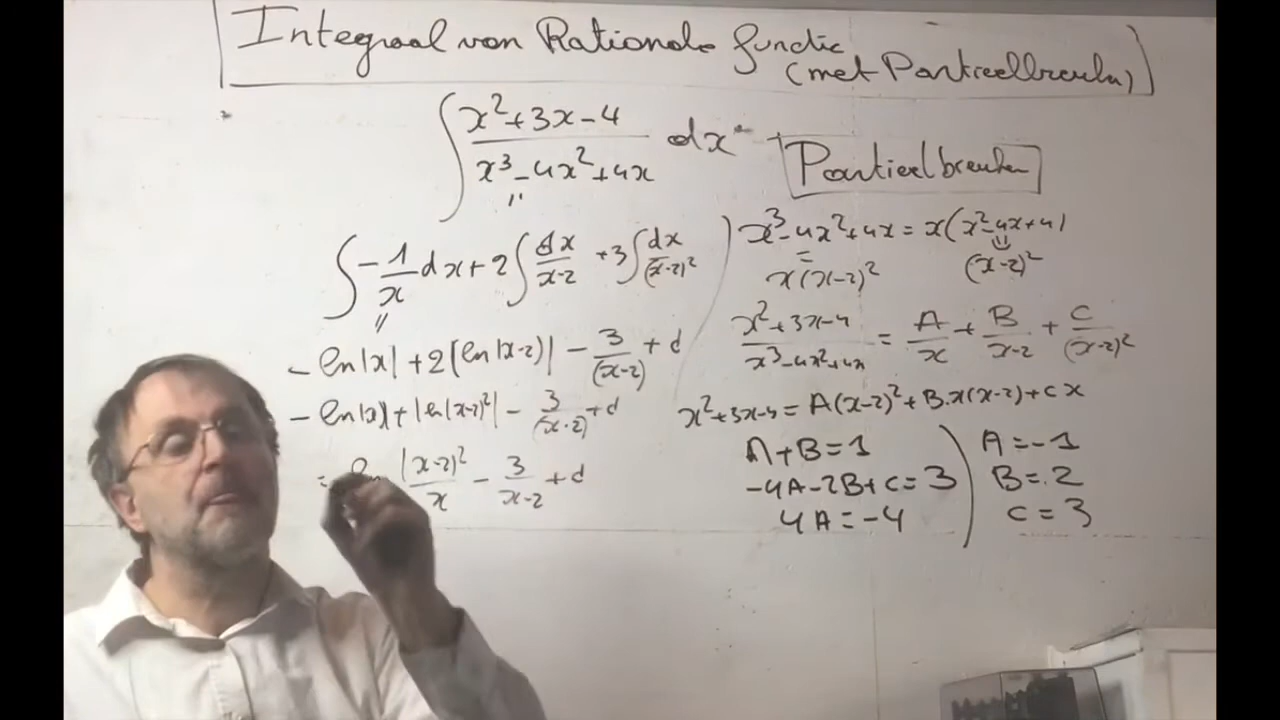 Integraal van Rationale functie
(met Partieelbreuken)
∫ (x² + 3x - 4)/(x³ - 4x² + 4x) dx
Partieelbreuken
∫ -1/x dx + 2 ∫ dx/(x-2) + 3 ∫ dx/(x-2)²
- ln|x| + 2(ln|x-2|) - 3/(x-2) + d
- ln|x| + |ln(x-2)²| - 3/(x-2) + d
= ln |(x-2)²/x - 3/(x-2) + d
x³ - 4x² + 4x = x(x² - 4x + 4)
=
x(x-2)² (x-2)²
(x² + 3x - 4)/(x³ - 4x² + 4x) = A/x + B/(x-2) + C/(x-2)²
x² + 3x - 4 = A(x-2)² + B.x(x-2) + Cx
A + B = 1
-4A - 2B + C = 3
4A = -4
A = -1
B = 2
C = 3